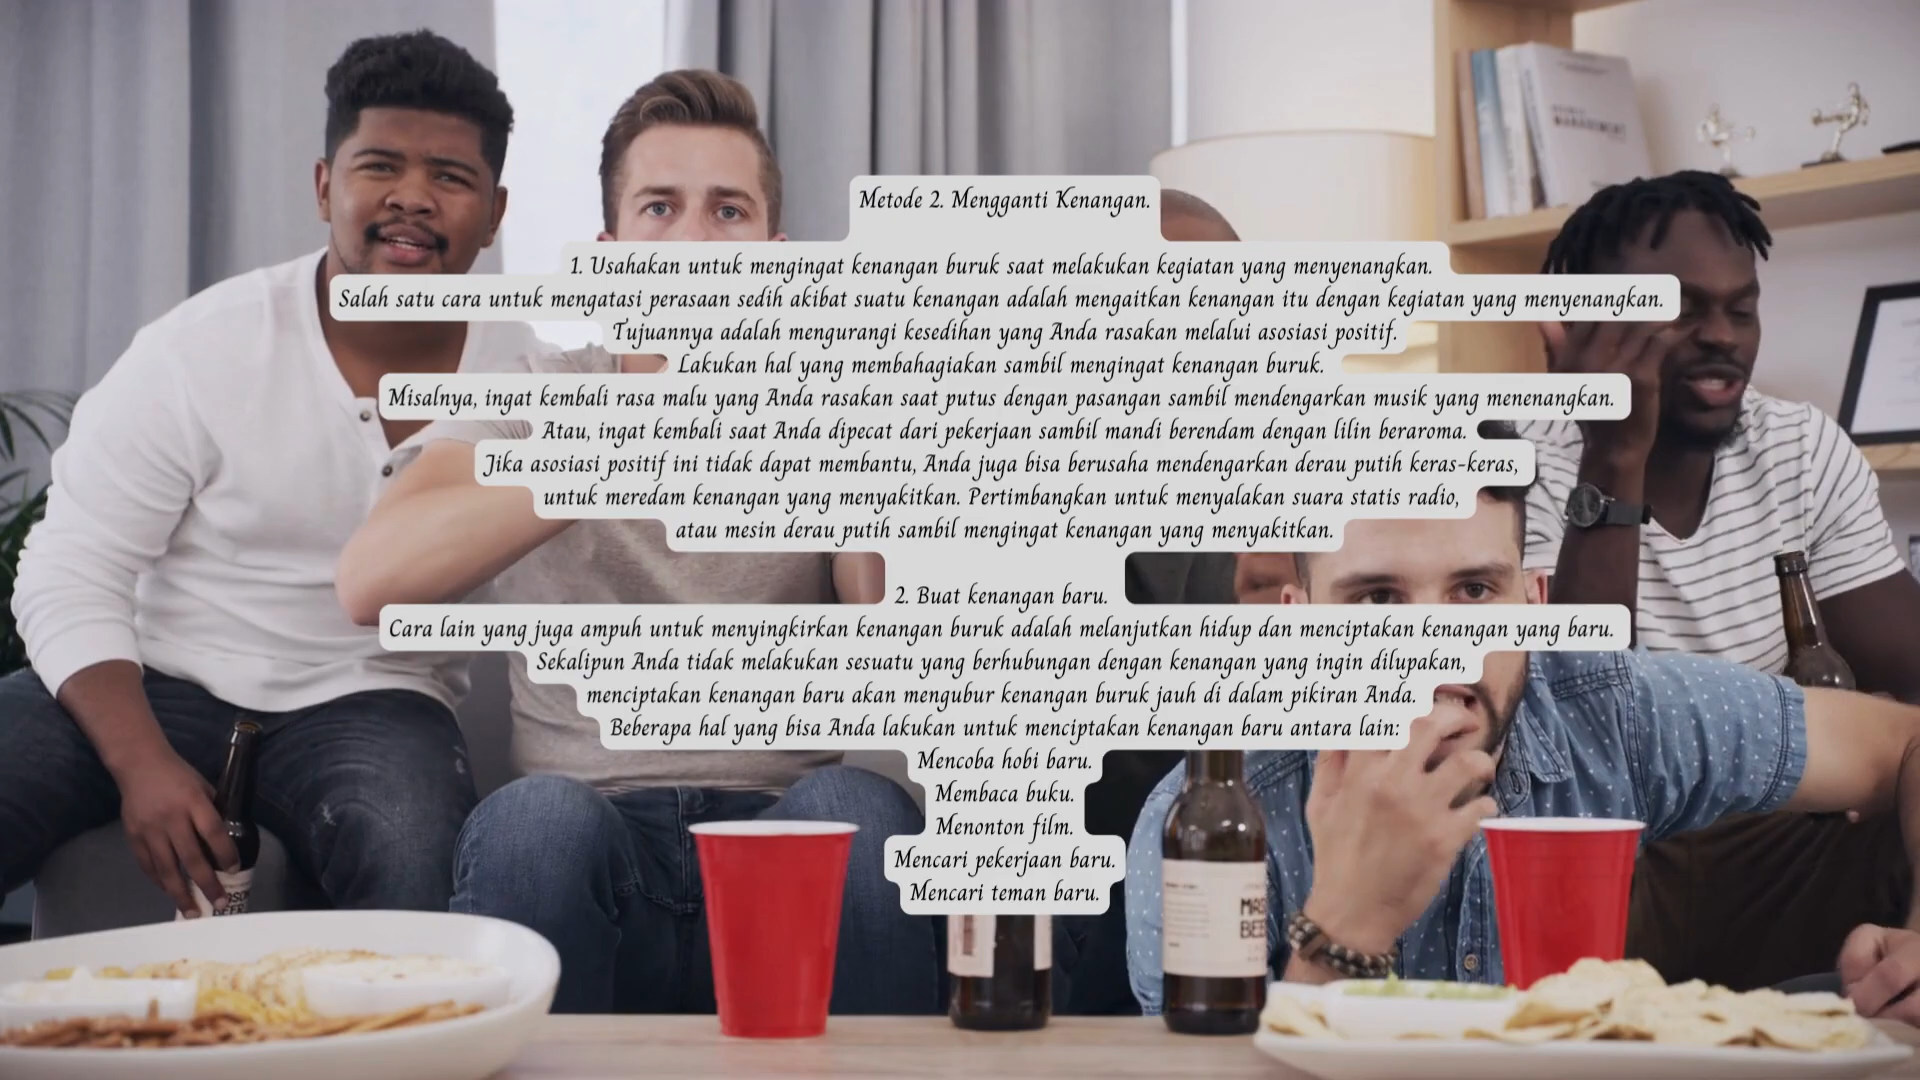 Metode 2. Mengganti Kenangan.
1. Usahakan untuk mengingat kenangan buruk saat melakukan kegiatan yang menyenangkan.
Salah satu cara untuk mengatasi perasaan sedih akibat suatu kenangan adalah mengaitkan kenangan itu dengan kegiatan yang menyenangkan.
Tujuannya adalah mengurangi kesedihan yang Anda rasakan melalui asosiasi positif.
Lakukan hal yang membahagiakan sambil mengingat kenangan buruk.
Misalnya, ingat kembali rasa malu yang Anda rasakan saat putus dengan pasangan sambil mendengarkan musik yang menenangkan.
Atau, ingat kembali saat Anda dipecat dari pekerjaan sambil mandi berendam dengan lilin beraroma.
Jika asosiasi positif ini tidak dapat membantu, Anda juga bisa berusaha mendengarkan derau putih keras-keras,
untuk meredam kenangan yang menyakitkan. Pertimbangkan untuk menyalakan suara statis radio,
atau mesin derau putih sambil mengingat kenangan yang menyakitkan.
2. Buat kenangan baru.
Cara lain yang juga ampuh untuk menyingkirkan kenangan buruk adalah melanjutkan hidup dan menciptakan kenangan yang baru.
Sekalipun Anda tidak melakukan sesuatu yang berhubungan dengan kenangan yang ingin dilupakan,
menciptakan kenangan baru akan mengubur kenangan buruk jauh di dalam pikiran Anda.
Beberapa hal yang bisa Anda lakukan untuk menciptakan kenangan baru antara lain:
Mencoba hobi baru.
Membaca buku.
Menonton film.
Mencari pekerjaan baru.
Mencari teman baru.
MANAGEMENT
BEER